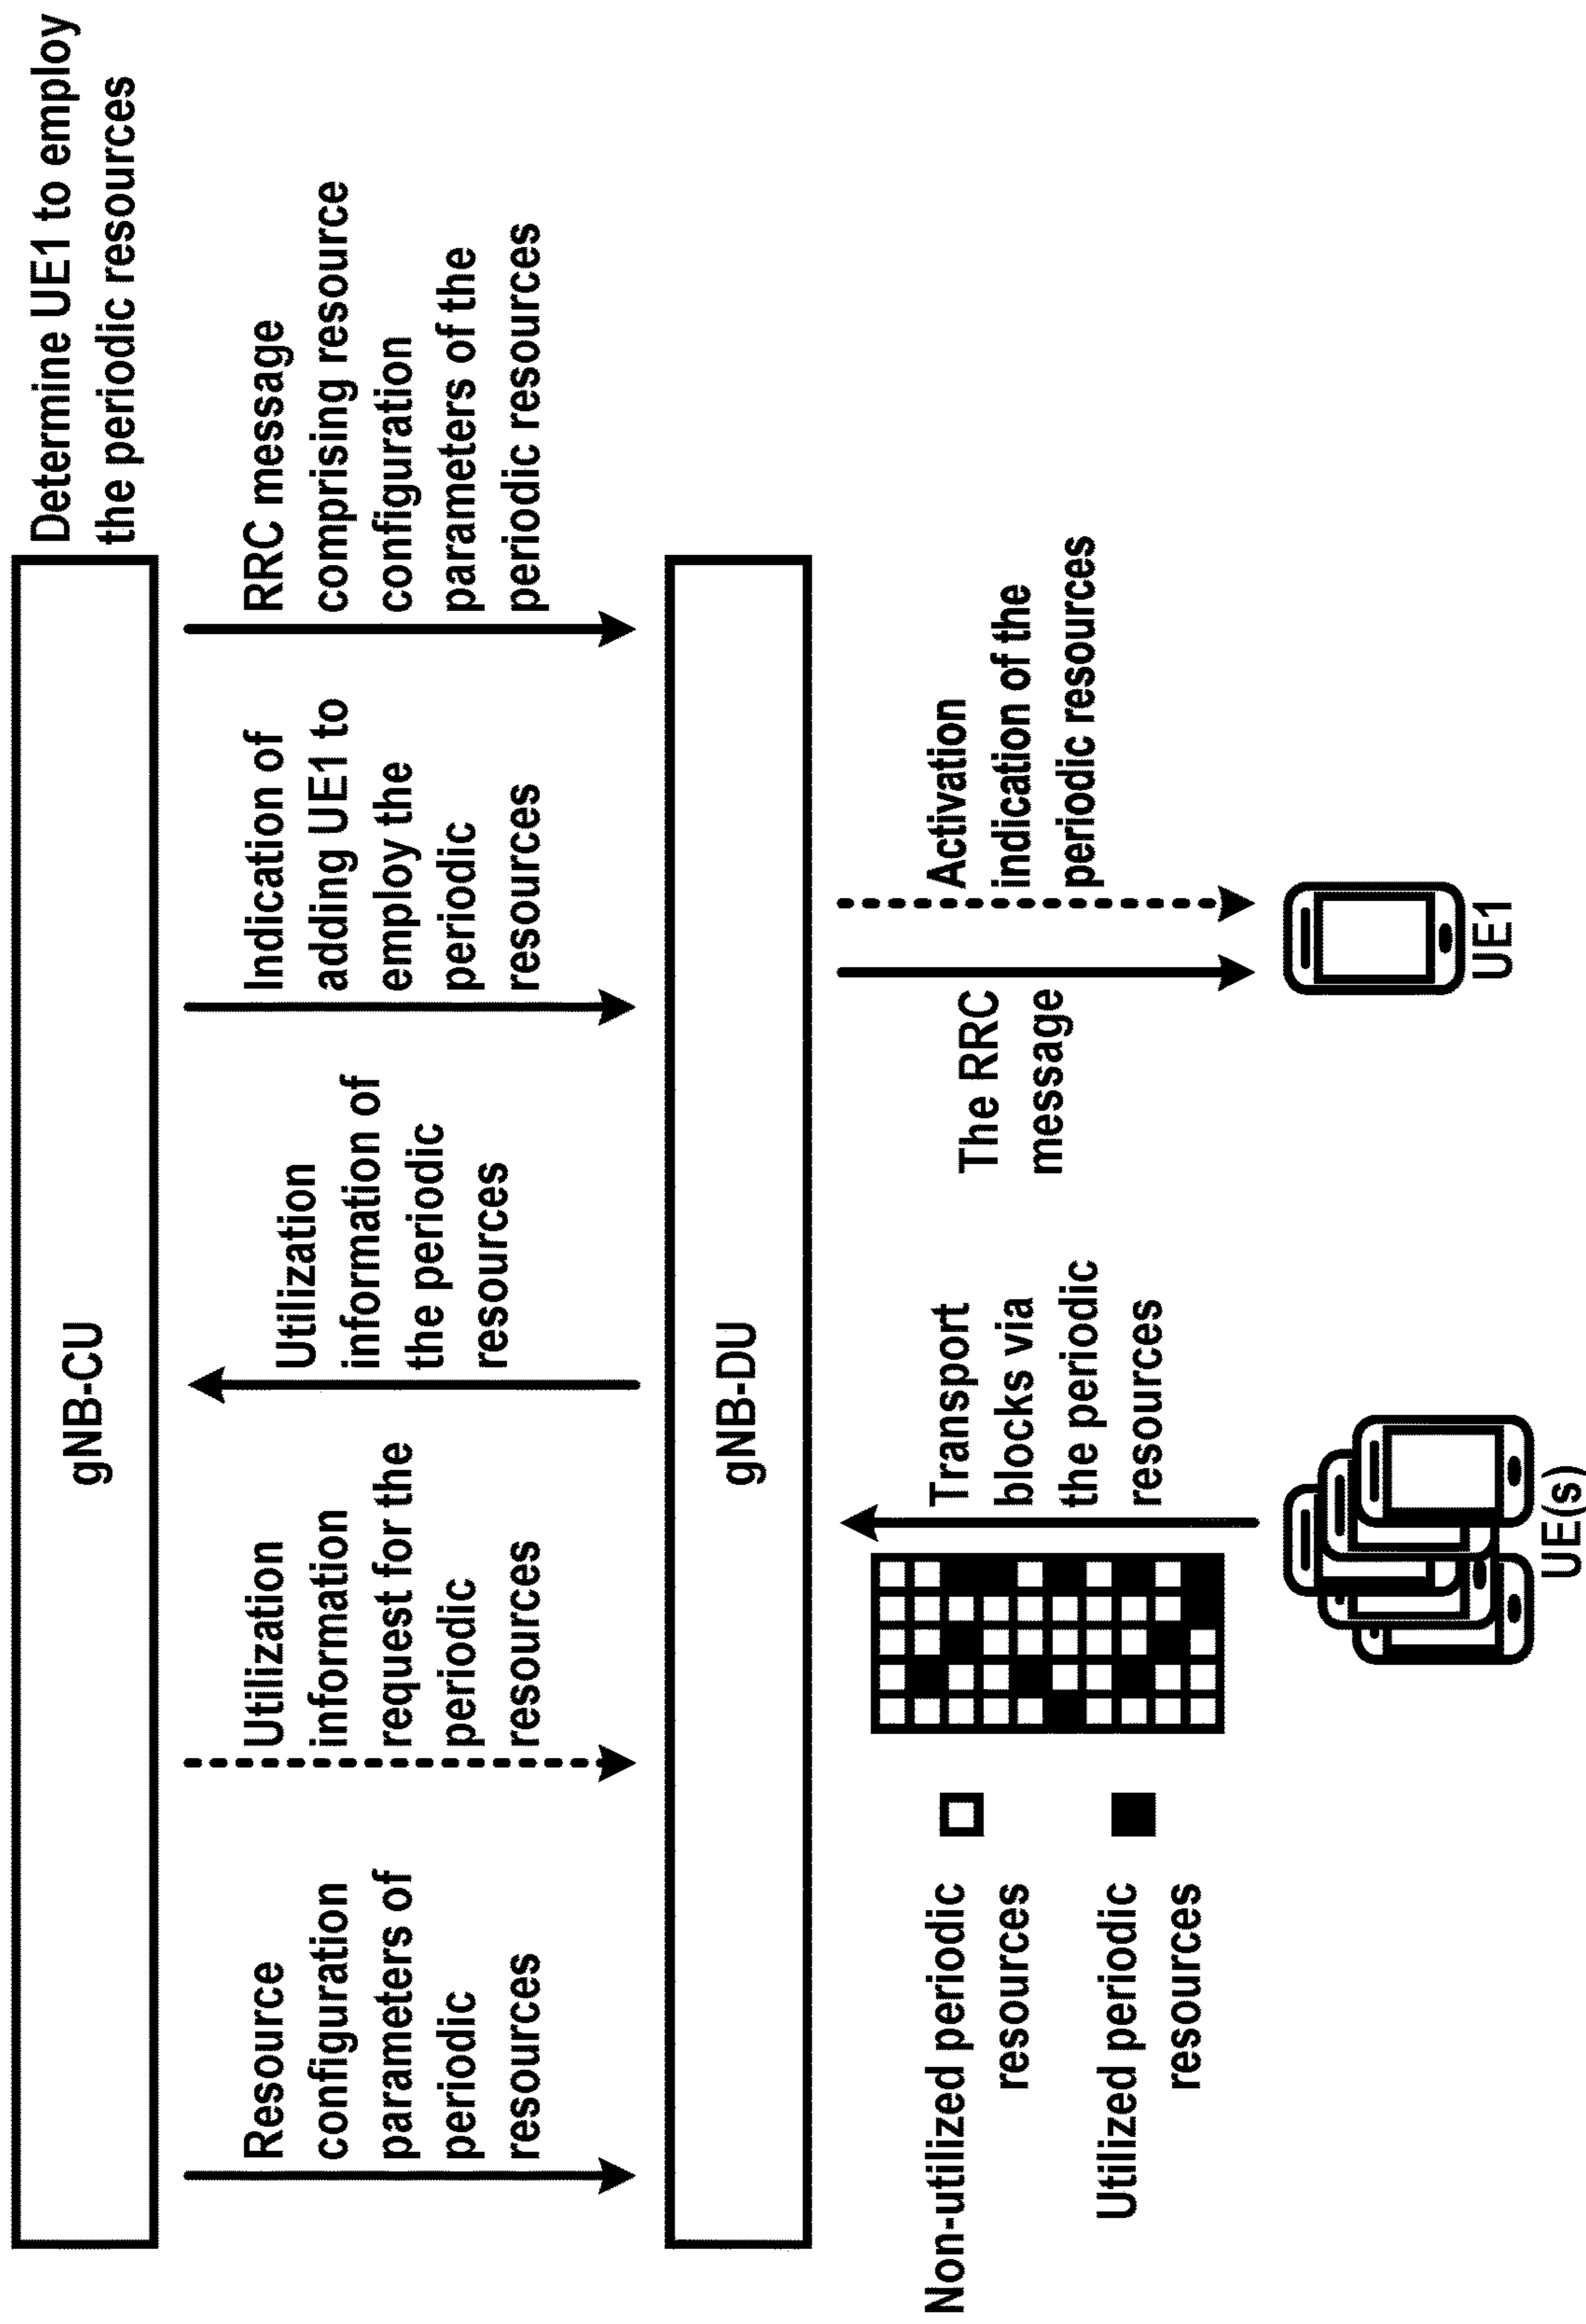 gNB-CU
Determine UE1 to employ
the periodic resources
Resource
configuration
parameters of
periodic
resources
Utilization
information
request for the
periodic
resources
Utilization
information of
the periodic
resources
Indication of
adding UE1 to
employ the
periodic
resources
RRC message
comprising resource
configuration
parameters of the
periodic resources
gNB-DU
Non-utilized periodic
resources
Utilized periodic
resources
Transport
blocks via
the periodic
resources
The RRC
message
Activation
indication of the
periodic resources
UE(s)
UE1